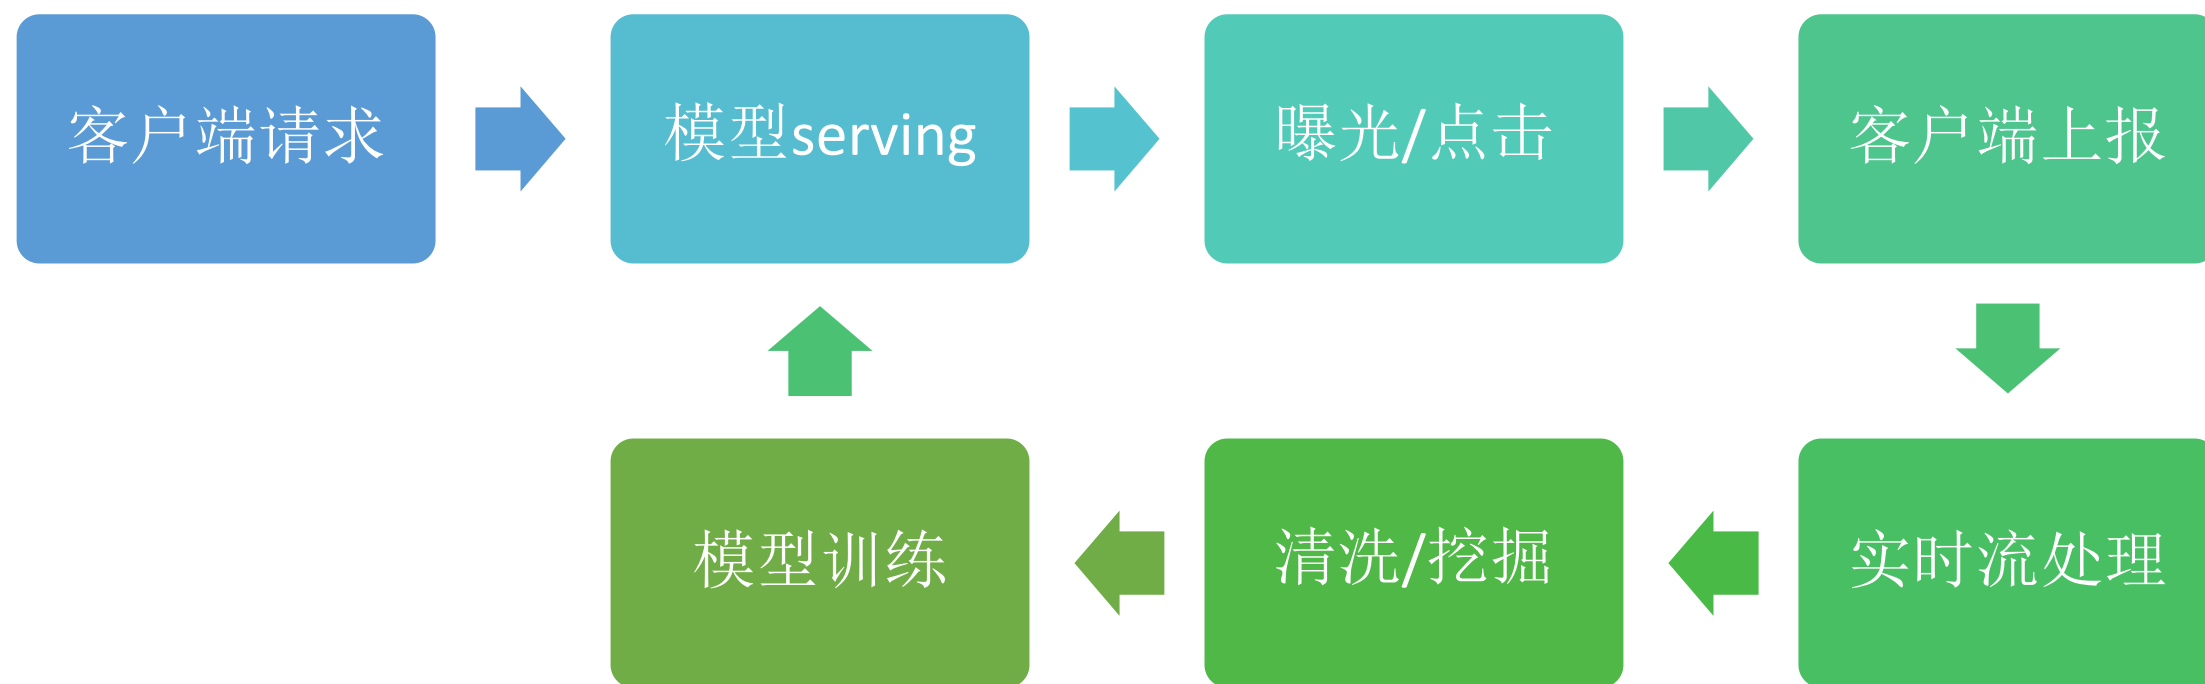 客户端请求
模型serving
曝光/点击
客户端上报
实时流处理
清洗/挖掘
模型训练